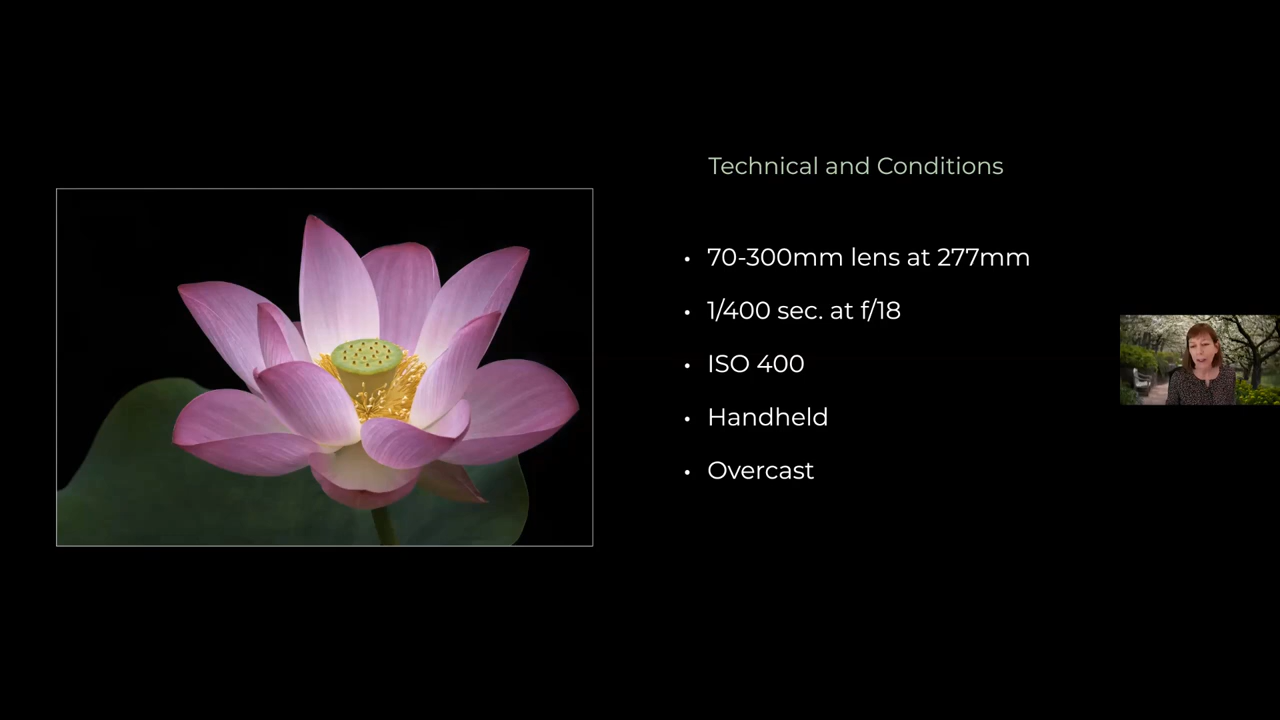 Technical and Conditions
• 70-300mm lens at 277mm
• 1/400 sec. at f/18
• ISO 400
• Handheld
• Overcast